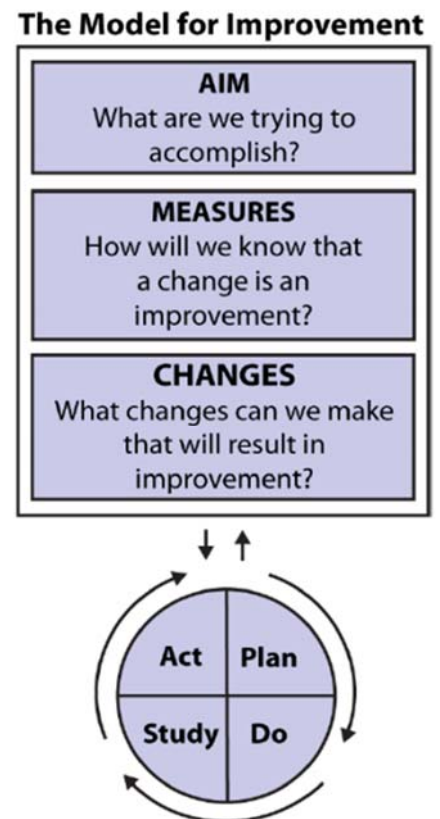 The Model for Improvement
AIM
What are we trying to
accomplish?
MEASURES
How will we know that
a change is an
improvement?
CHANGES
What changes can we make
that will result in
improvement?
Act
Plan
Study
Do